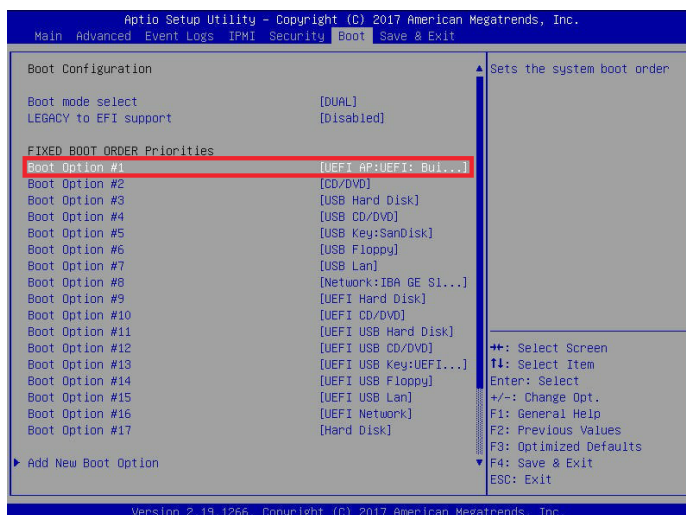 Aptio Setup Utility – Copyright (C) 2017 American Megatrends, Inc.
Main Advanced Event Logs IPMI Security Boot Save & Exit
Boot Configuration
Boot mode select [DUAL]
LEGACY to EFI support [Disabled]
FIXED BOOT ORDER Priorities
Boot Option #1 [UEFI AP:UEFI: Bui...]
Boot Option #2 [CD/DVD]
Boot Option #3 [USB Hard Disk]
Boot Option #4 [USB CD/DVD]
Boot Option #5 [USB Key:SanDisk]
Boot Option #6 [USB Floppy]
Boot Option #7 [USB Lan]
Boot Option #8 [Network:IBA GE Sl...]
Boot Option #9 [UEFI Hard Disk]
Boot Option #10 [UEFI CD/DVD]
Boot Option #11 [UEFI USB Hard Disk]
Boot Option #12 [UEFI USB CD/DVD]
Boot Option #13 [UEFI USB Key:UEFI...]
Boot Option #14 [UEFI USB Floppy]
Boot Option #15 [UEFI USB Lan]
Boot Option #16 [UEFI Network]
Boot Option #17 [Hard Disk]
Add New Boot Option
Sets the system boot order
→←: Select Screen
↑↓: Select Item
Enter: Select
+/-: Change Opt.
F1: General Help
F2: Previous Values
F3: Optimized Defaults
F4: Save & Exit
ESC: Exit
Version 2.19.1266. Copyright (C) 2017 American Megatrends, Inc.